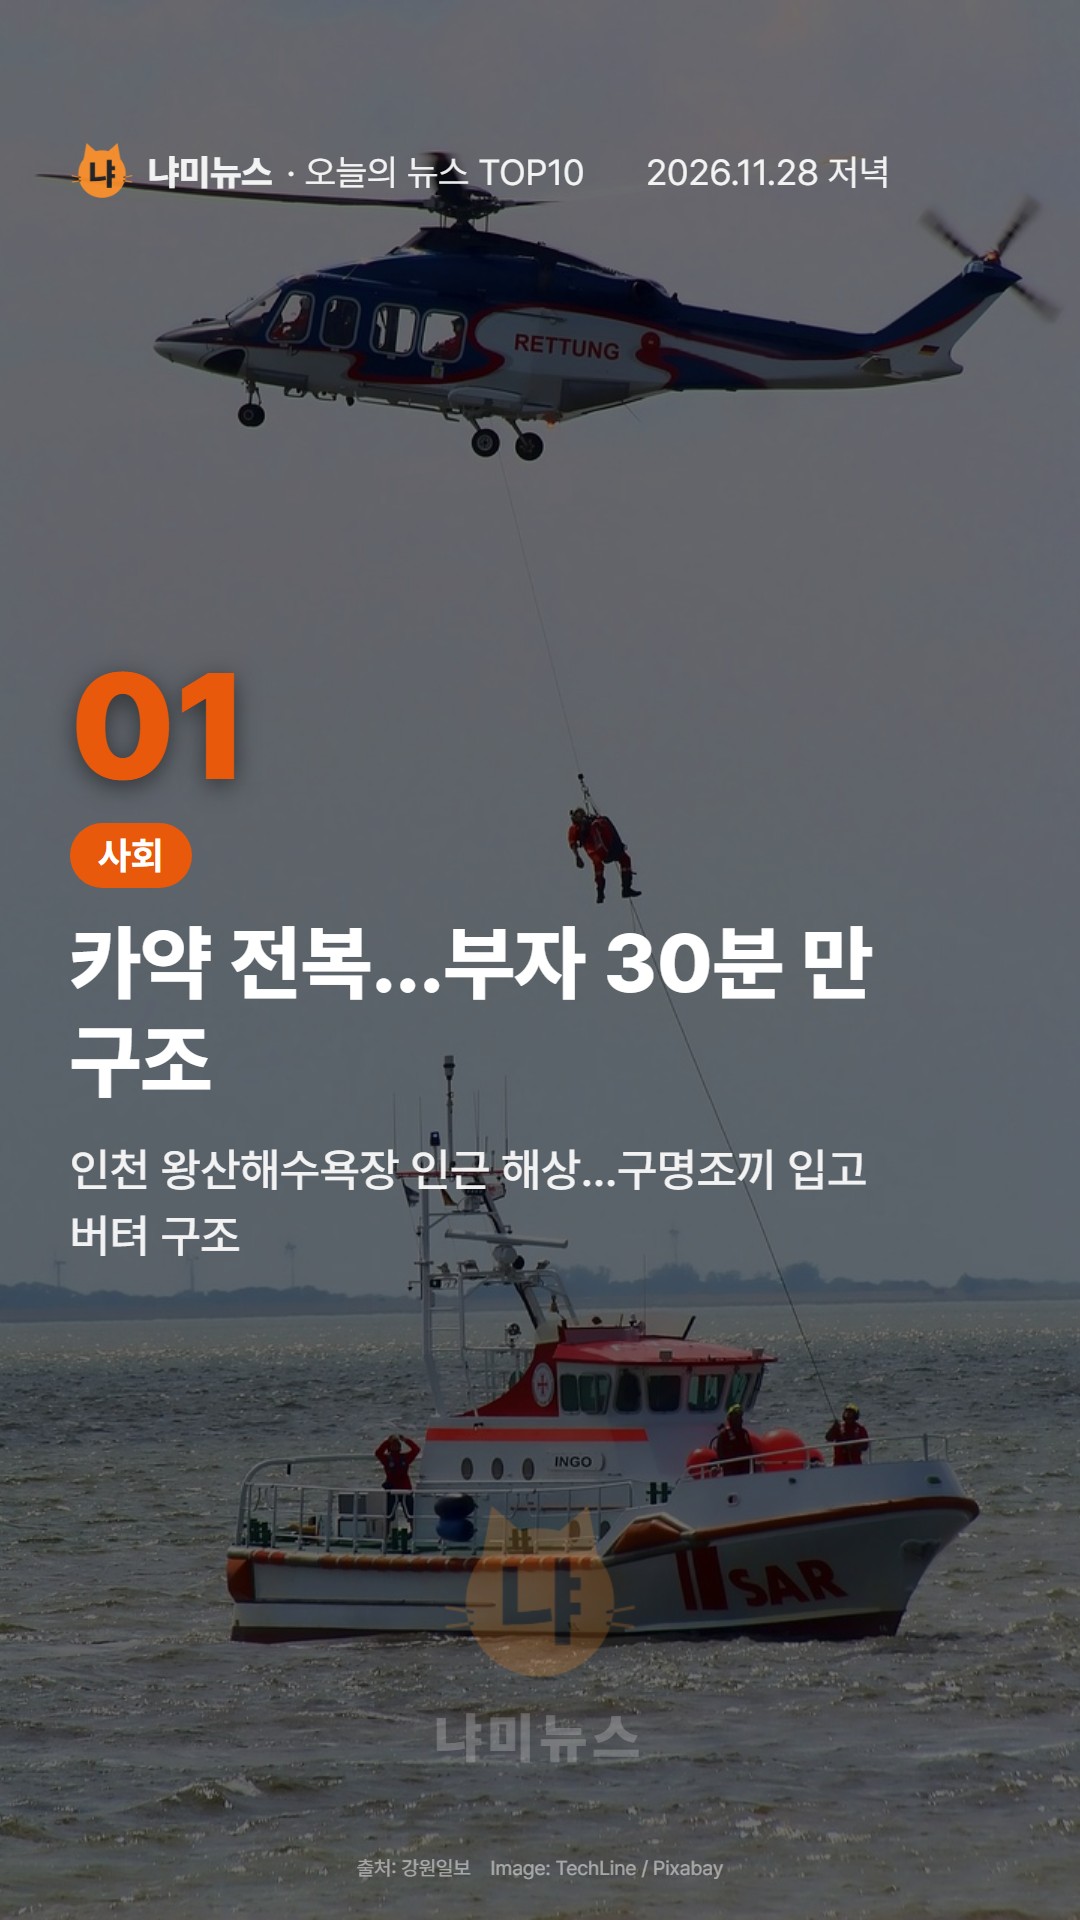 냐 냐미뉴스 · 오늘의 뉴스 TOP10 2026.11.28 저녁
RETTUNG
01
사회
카약 전복...부자 30분 만
구조
인천 왕산해수욕장 인근 해상...구명조끼 입고
버텨 구조
INGO
SAR
냐
냐미뉴스
출처: 강원일보 Image: TechLine / Pixabay